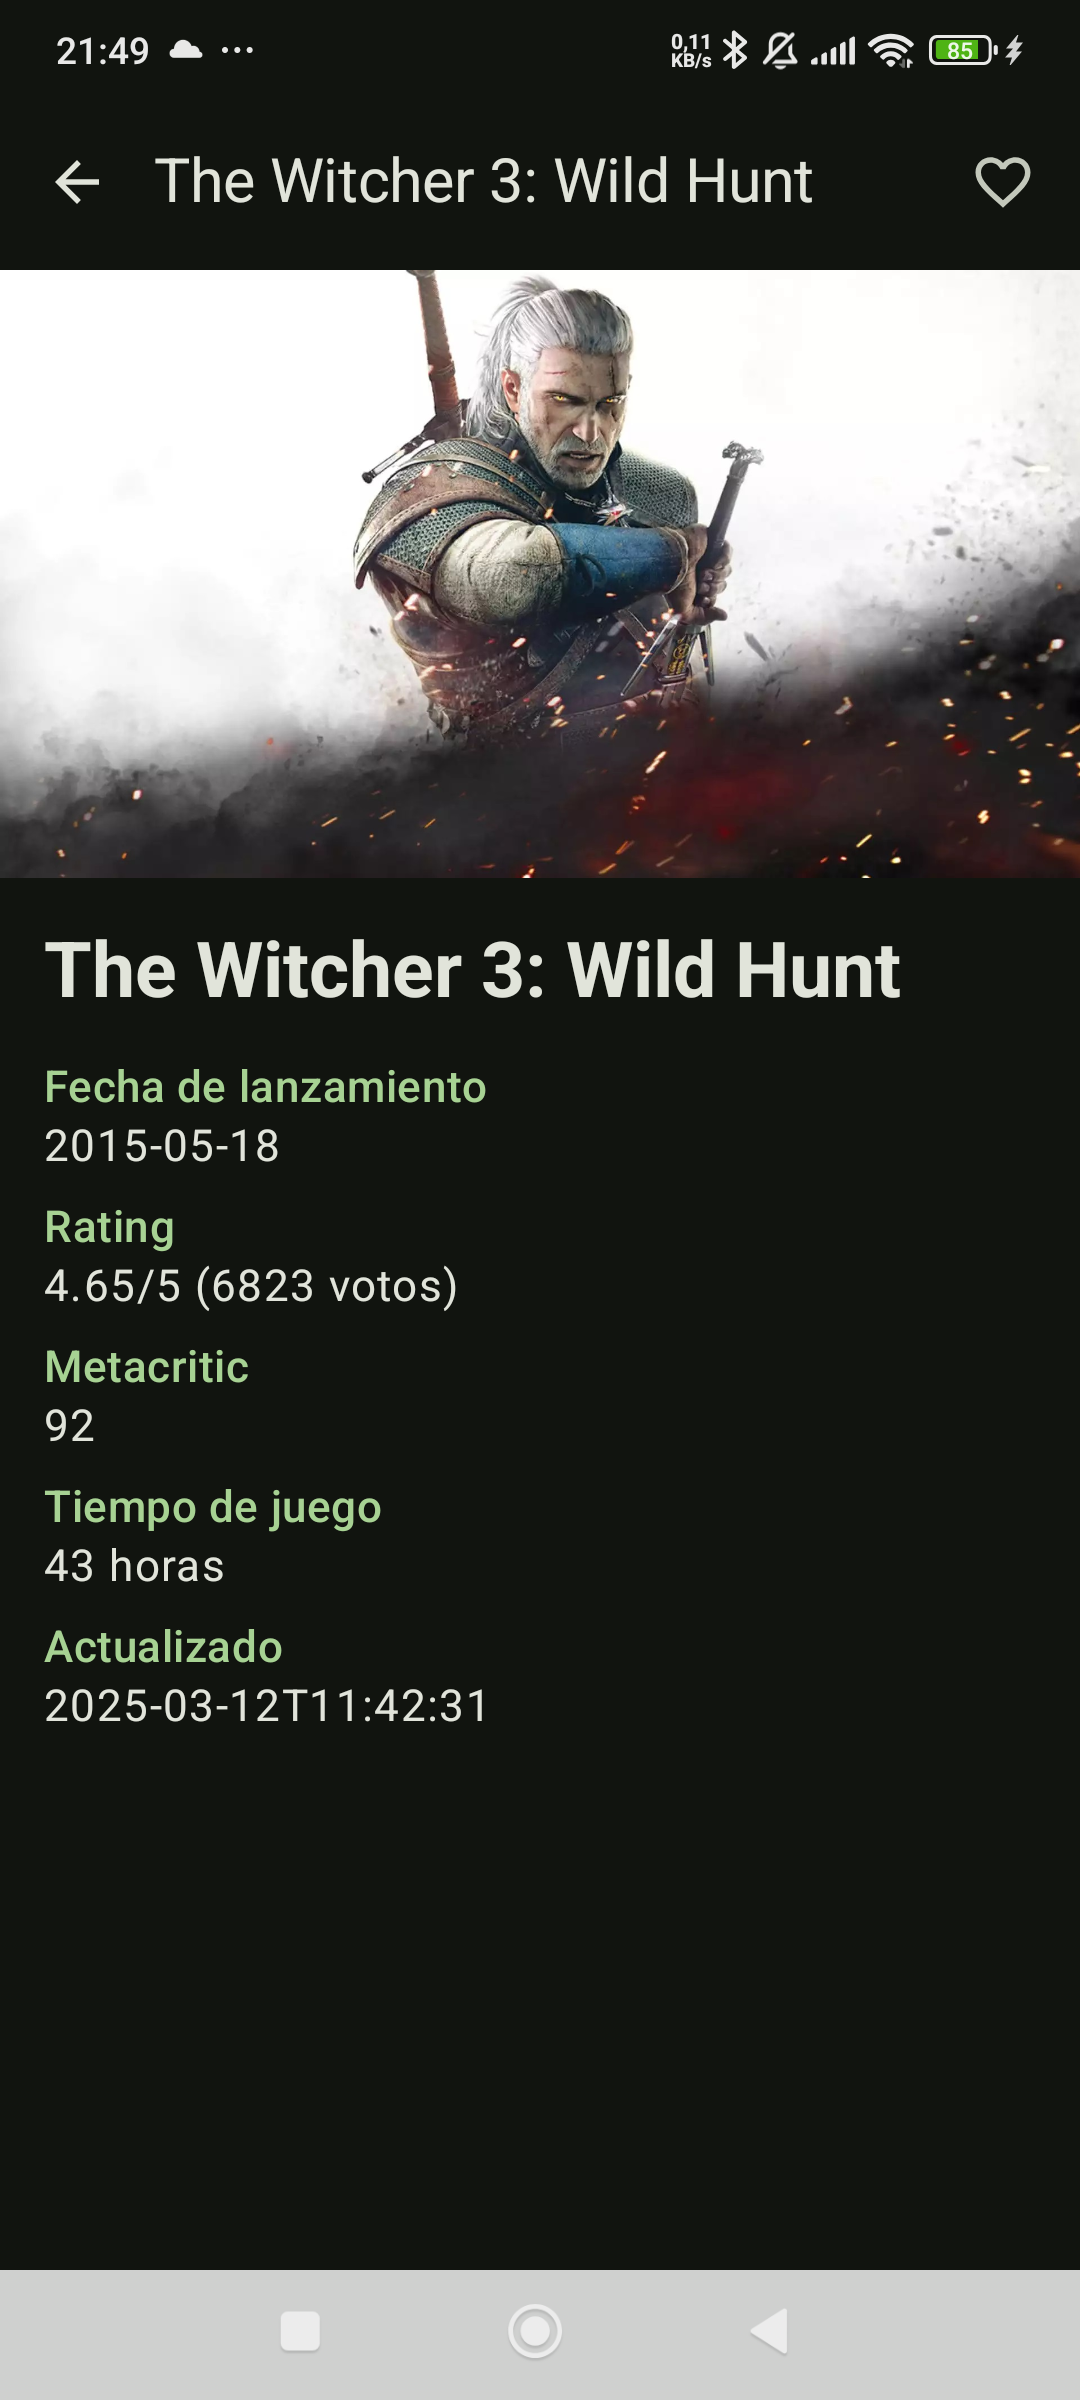 21:49
0,11
KB/s
85
The Witcher 3: Wild Hunt
The Witcher 3: Wild Hunt
Fecha de lanzamiento
2015-05-18
Rating
4.65/5 (6823 votos)
Metacritic
92
Tiempo de juego
43 horas
Actualizado
2025-03-12T11:42:31